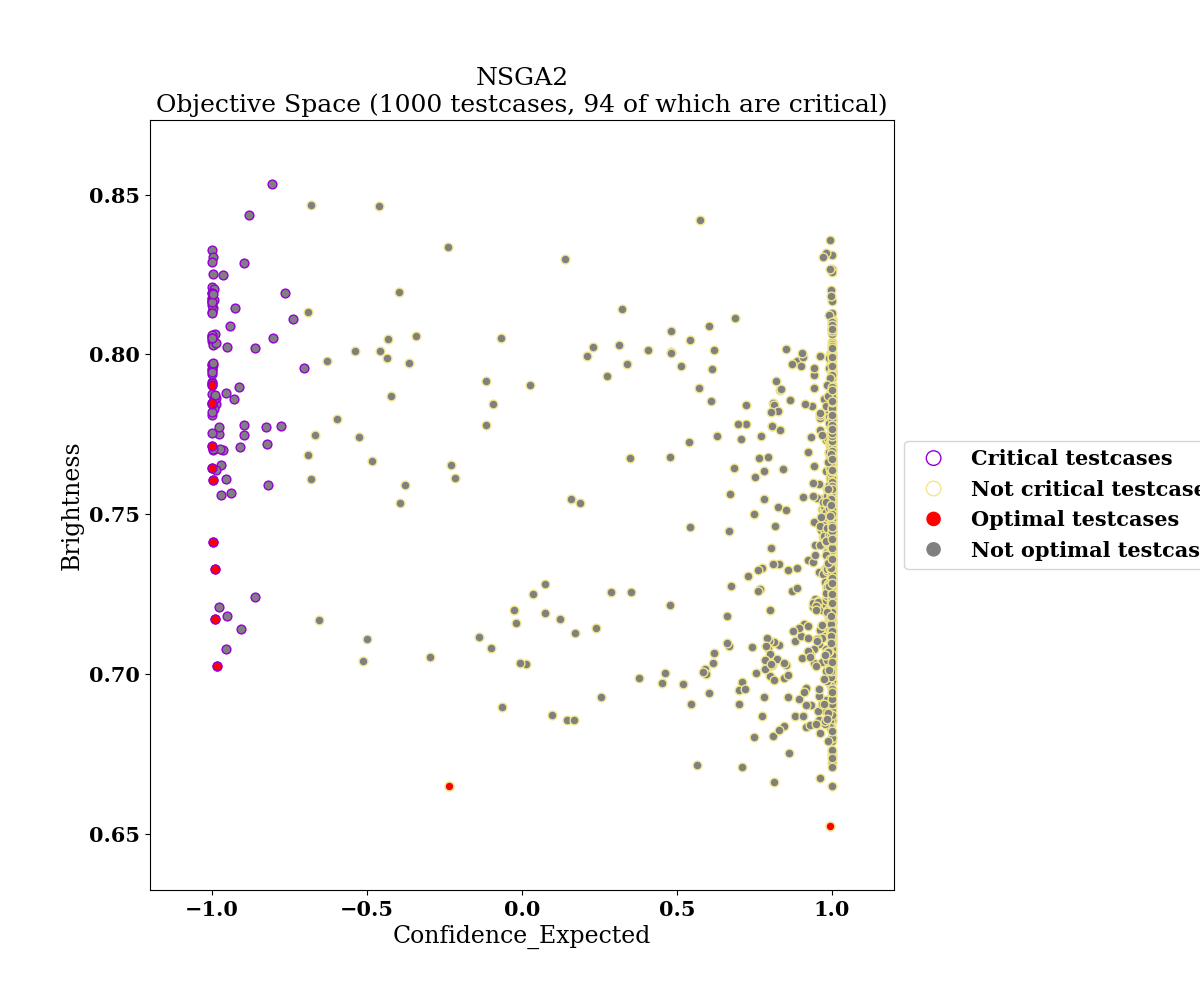 NSGA2
Objective Space (1000 testcases, 94 of which are critical)
0.85
0.80
0.75
0.70
0.65
Brightness
−1.0
−0.5
0.0
0.5
1.0
Confidence_Expected
Critical testcases
Not critical testcase
Optimal testcases
Not optimal testcas